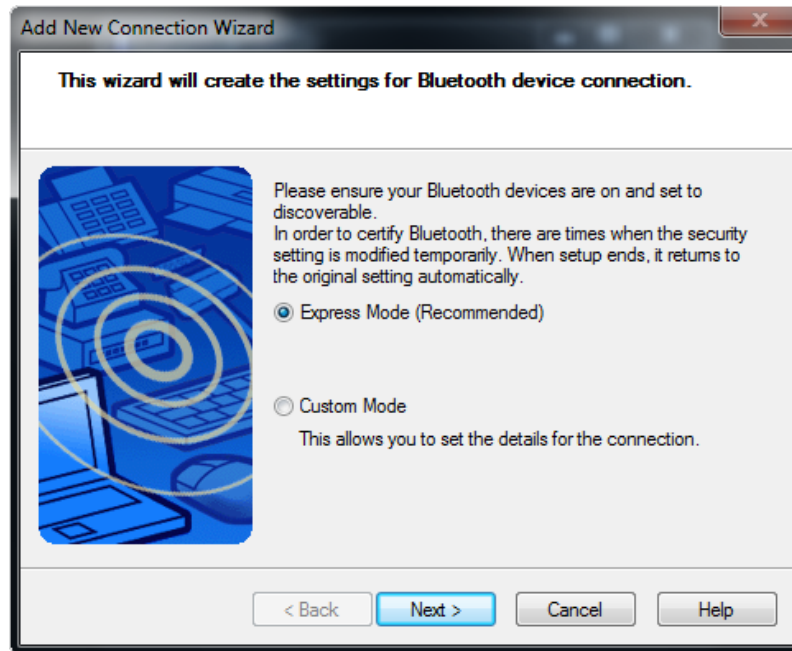 Add New Connection Wizard
This wizard will create the settings for Bluetooth device connection.
Please ensure your Bluetooth devices are on and set to
discoverable.
In order to certify Bluetooth, there are times when the security
setting is modified temporarily. When setup ends, it returns to
the original setting automatically.
Express Mode (Recommended)
Custom Mode
This allows you to set the details for the connection.
< Back Next > Cancel Help